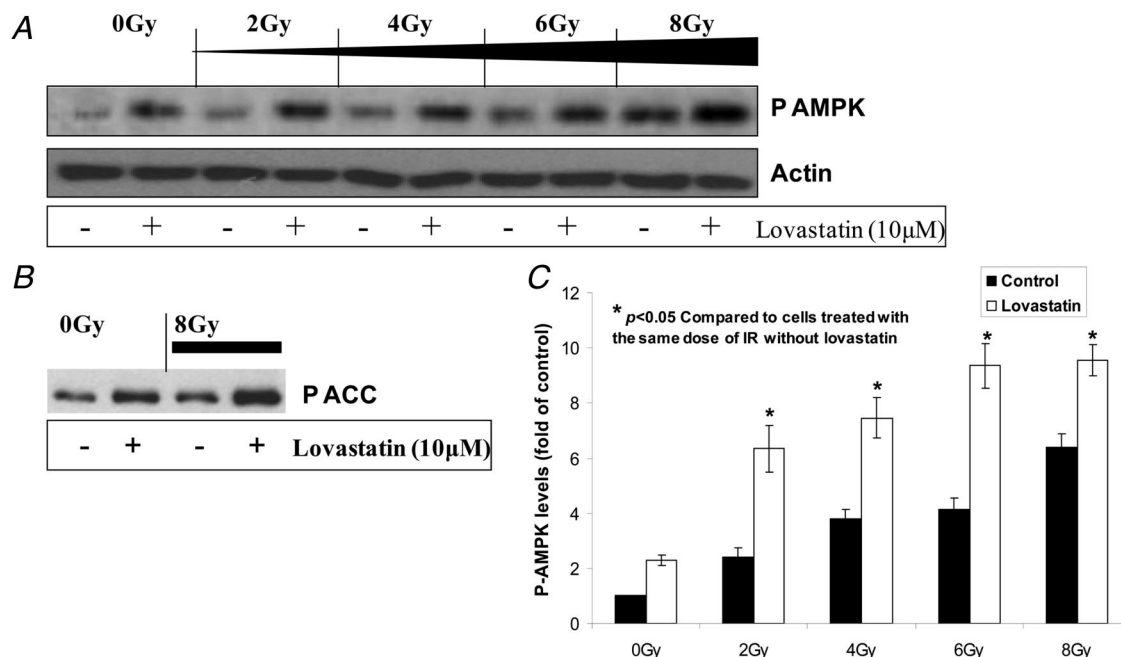 A
0Gy 2Gy 4Gy 6Gy 8Gy
P AMPK
Actin
- + - + - + - + - + Lovastatin (10µM)
B
0Gy 8Gy
P ACC
- + - + Lovastatin (10µM)
C
Control
Lovastatin
* p<0.05 Compared to cells treated with
the same dose of IR without lovastatin
P-AMPK levels (fold of control)
12
10
8
6
4
2
0
* * * *
0Gy 2Gy 4Gy 6Gy 8Gy